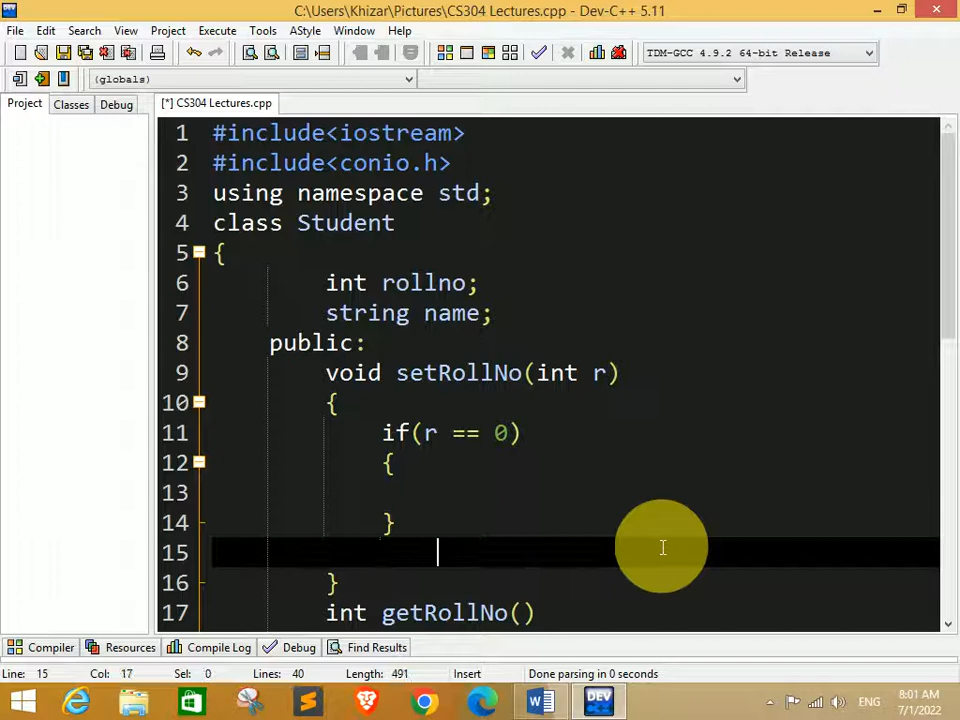 C:\Users\Khizar\Pictures\CS304 Lectures.cpp - Dev-C++ 5.11
File Edit Search View Project Execute Tools AStyle Window Help
TDM-GCC 4.9.2 64-bit Release
(globals)
Project Classes Debug [*] CS304 Lectures.cpp
1 #include<iostream>
2 #include<conio.h>
3 using namespace std;
4 class Student
5 {
6 int rollno;
7 string name;
8 public:
9 void setRollNo(int r)
10 {
11 if(r == 0)
12 {
13
14 }
15
16 }
17 int getRollNo()
Compiler Resources Compile Log Debug Find Results
Line: 15 Col: 17 Sel: 0 Lines: 40 Length: 491 Insert Done parsing in 0 seconds
DEV
ENG
8:01 AM
7/1/2022